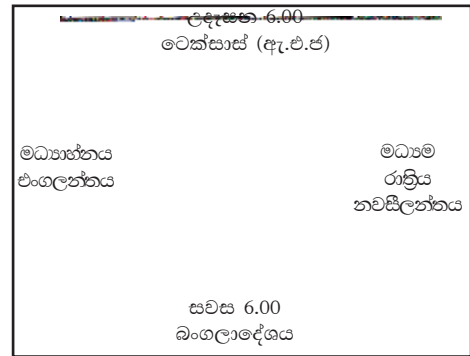 උදෑසන 6.00
ටෙක්සාස් (ඇ.එ.ජ)
මධ්‍යාහ්නය
එංගලන්තය
මධ්‍යම
රාත්‍රිය
නවසීලන්තය
සවස 6.00
බංගලාදේශය